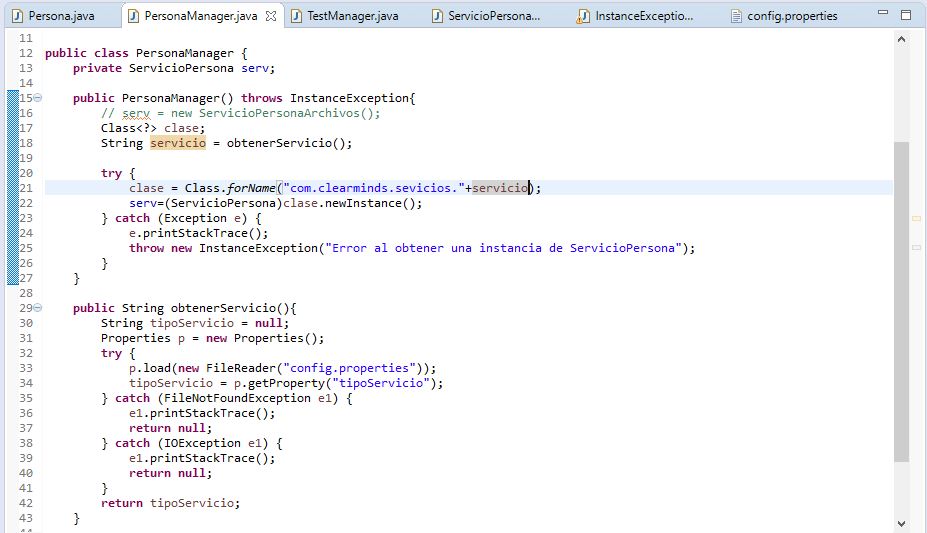 Persona.java PersonaManager.java TestManager.java ServicioPersona... InstanceExceptio... config.properties
11
12 public class PersonaManager {
13 private ServicioPersona serv;
14
15 public PersonaManager() throws InstanceException{
16 // serv = new ServicioPersonaArchivos();
17 Class<?> clase;
18 String servicio = obtenerServicio();
19
20 try {
21 clase = Class.forName("com.clearminds.sevicios."+servicio);
22 serv=(ServicioPersona)clase.newInstance();
23 } catch (Exception e) {
24 e.printStackTrace();
25 throw new InstanceException("Error al obtener una instancia de ServicioPersona");
26 }
27 }
28
29 public String obtenerServicio(){
30 String tipoServicio = null;
31 Properties p = new Properties();
32 try {
33 p.load(new FileReader("config.properties"));
34 tipoServicio = p.getProperty("tipoServicio");
35 } catch (FileNotFoundException e1) {
36 e1.printStackTrace();
37 return null;
38 } catch (IOException e1) {
39 e1.printStackTrace();
40 return null;
41 }
42 return tipoServicio;
43 }